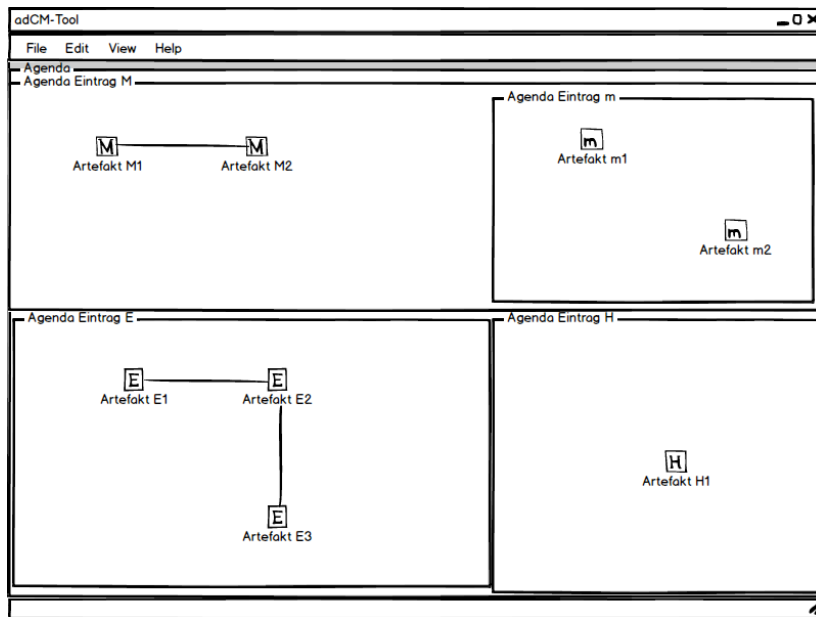 adCM-Tool
File Edit View Help
Agenda
Agenda Eintrag M
Agenda Eintrag m
M
M
Artefakt M1
Artefakt M2
m
Artefakt m1
m
Artefakt m2
Agenda Eintrag E
Agenda Eintrag H
E
E
Artefakt E1
Artefakt E2
H
Artefakt H1
E
Artefakt E3